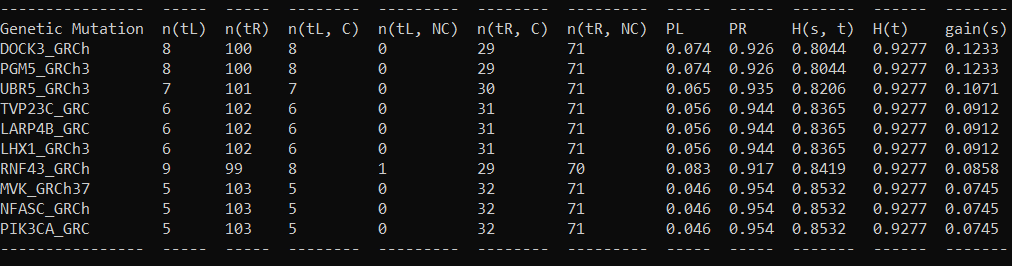 ---------------- ----- ----- -------- --------- -------- --------- ----- ----- ------- ------ -------
Genetic Mutation n(tL) n(tR) n(tL, C) n(tL, NC) n(tR, C) n(tR, NC) PL PR H(s, t) H(t) gain(s)
DOCK3_GRCh 8 100 8 0 29 71 0.074 0.926 0.8044 0.9277 0.1233
PGM5_GRCh3 8 100 8 0 29 71 0.074 0.926 0.8044 0.9277 0.1233
UBR5_GRCh3 7 101 7 0 30 71 0.065 0.935 0.8206 0.9277 0.1071
TVP23C_GRC 6 102 6 0 31 71 0.056 0.944 0.8365 0.9277 0.0912
LARP4B_GRC 6 102 6 0 31 71 0.056 0.944 0.8365 0.9277 0.0912
LHX1_GRCh3 6 102 6 0 31 71 0.056 0.944 0.8365 0.9277 0.0912
RNF43_GRCh 9 99 8 1 29 70 0.083 0.917 0.8419 0.9277 0.0858
MVK_GRCh37 5 103 5 0 32 71 0.046 0.954 0.8532 0.9277 0.0745
NFASC_GRCh 5 103 5 0 32 71 0.046 0.954 0.8532 0.9277 0.0745
PIK3CA_GRC 5 103 5 0 32 71 0.046 0.954 0.8532 0.9277 0.0745
---------------- ----- ----- -------- --------- -------- --------- ----- ----- ------- ------ -------